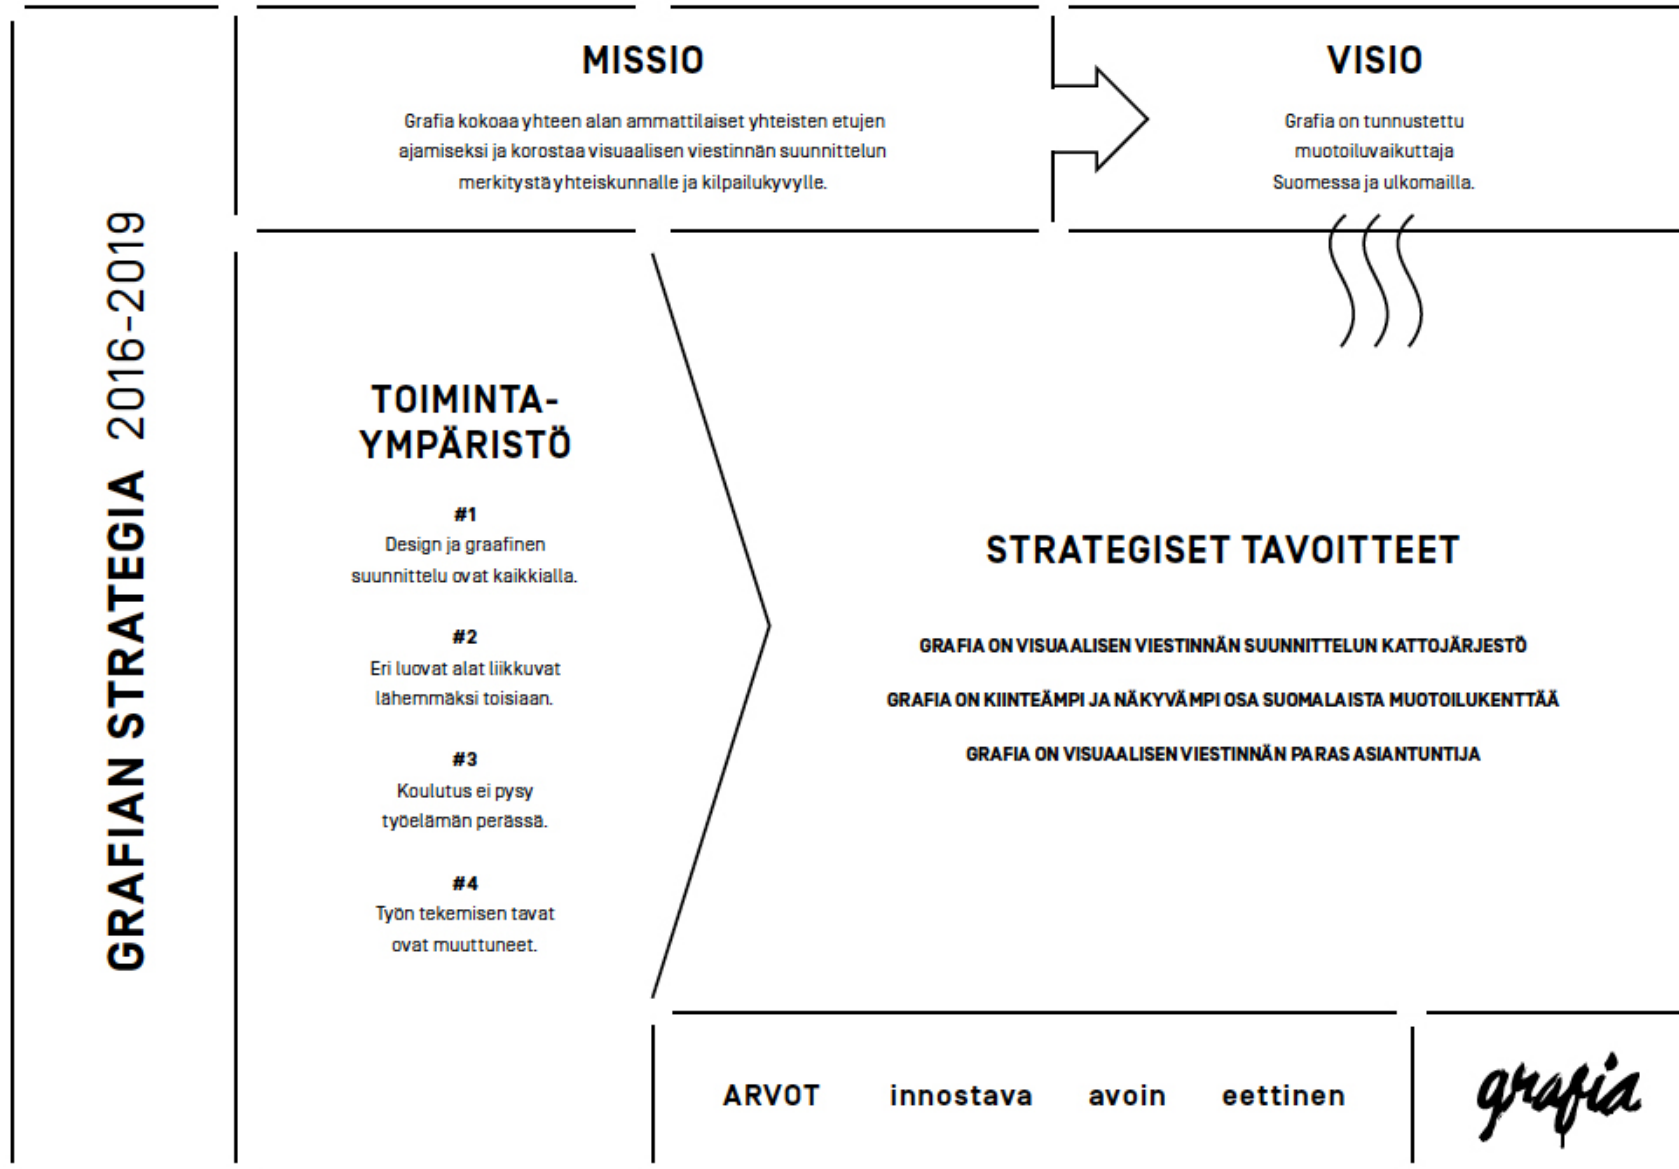 GRAFIAN STRATEGIA 2016-2019
MISSIO
Grafia kokoaa yhteen alan ammattilaiset yhteisten etujen
ajamiseksi ja korostaa visuaalisen viestinnän suunnittelun
merkitystä yhteiskunnalle ja kilpailukyvylle.
VISIO
Grafia on tunnustettu
muotoiluvaikuttaja
Suomessa ja ulkomailla.
TOIMINTA-
YMPÄRISTÖ
#1
Design ja graafinen
suunnittelu ovat kaikkialla.
#2
Eri luovat alat liikkuvat
lähemmäksi toisiaan.
#3
Koulutus ei pysy
työelämän perässä.
#4
Työn tekemisen tavat
ovat muuttuneet.
STRATEGISET TAVOITTEET
GRAFIA ON VISUAALISEN VIESTINNÄN SUUNNITTELUN KATTOJÄRJESTÖ
GRAFIA ON KIINTEÄMPI JA NÄKYVÄMPI OSA SUOMALAISTA MUOTOILUKENTTÄÄ
GRAFIA ON VISUAALISEN VIESTINNÄN PARAS ASIANTUNTIJA
ARVOT innostava avoin eettinen
grafia